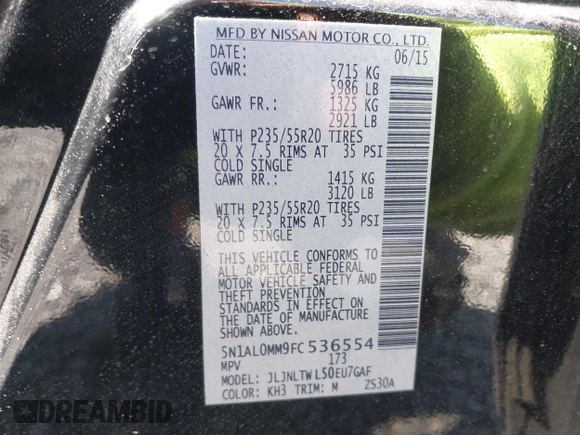 MFD BY NISSAN MOTOR CO., LTD.
DATE: 06/15
GVWR: 2715 KG
5986 LB
GAWR FR.: 1325 KG
2921 LB
WITH P235/55R20 TIRES
20 X 7.5 RIMS AT 35 PSI
COLD SINGLE
GAWR RR.: 1415 KG
3120 LB
WITH P235/55R20 TIRES
20 X 7.5 RIMS AT 35 PSI
COLD SINGLE
THIS VEHICLE CONFORMS TO
ALL APPLICABLE FEDERAL
MOTOR VEHICLE SAFETY AND
THEFT PREVENTION
STANDARDS IN EFFECT ON
THE DATE OF MANUFACTURE
SHOWN ABOVE.
5N1AL0MM9FC536554
MPV 173
MODEL: JLJNLTWL50EU7GAF
COLOR: KH3 TRIM: M ZS30A
DREAMBID